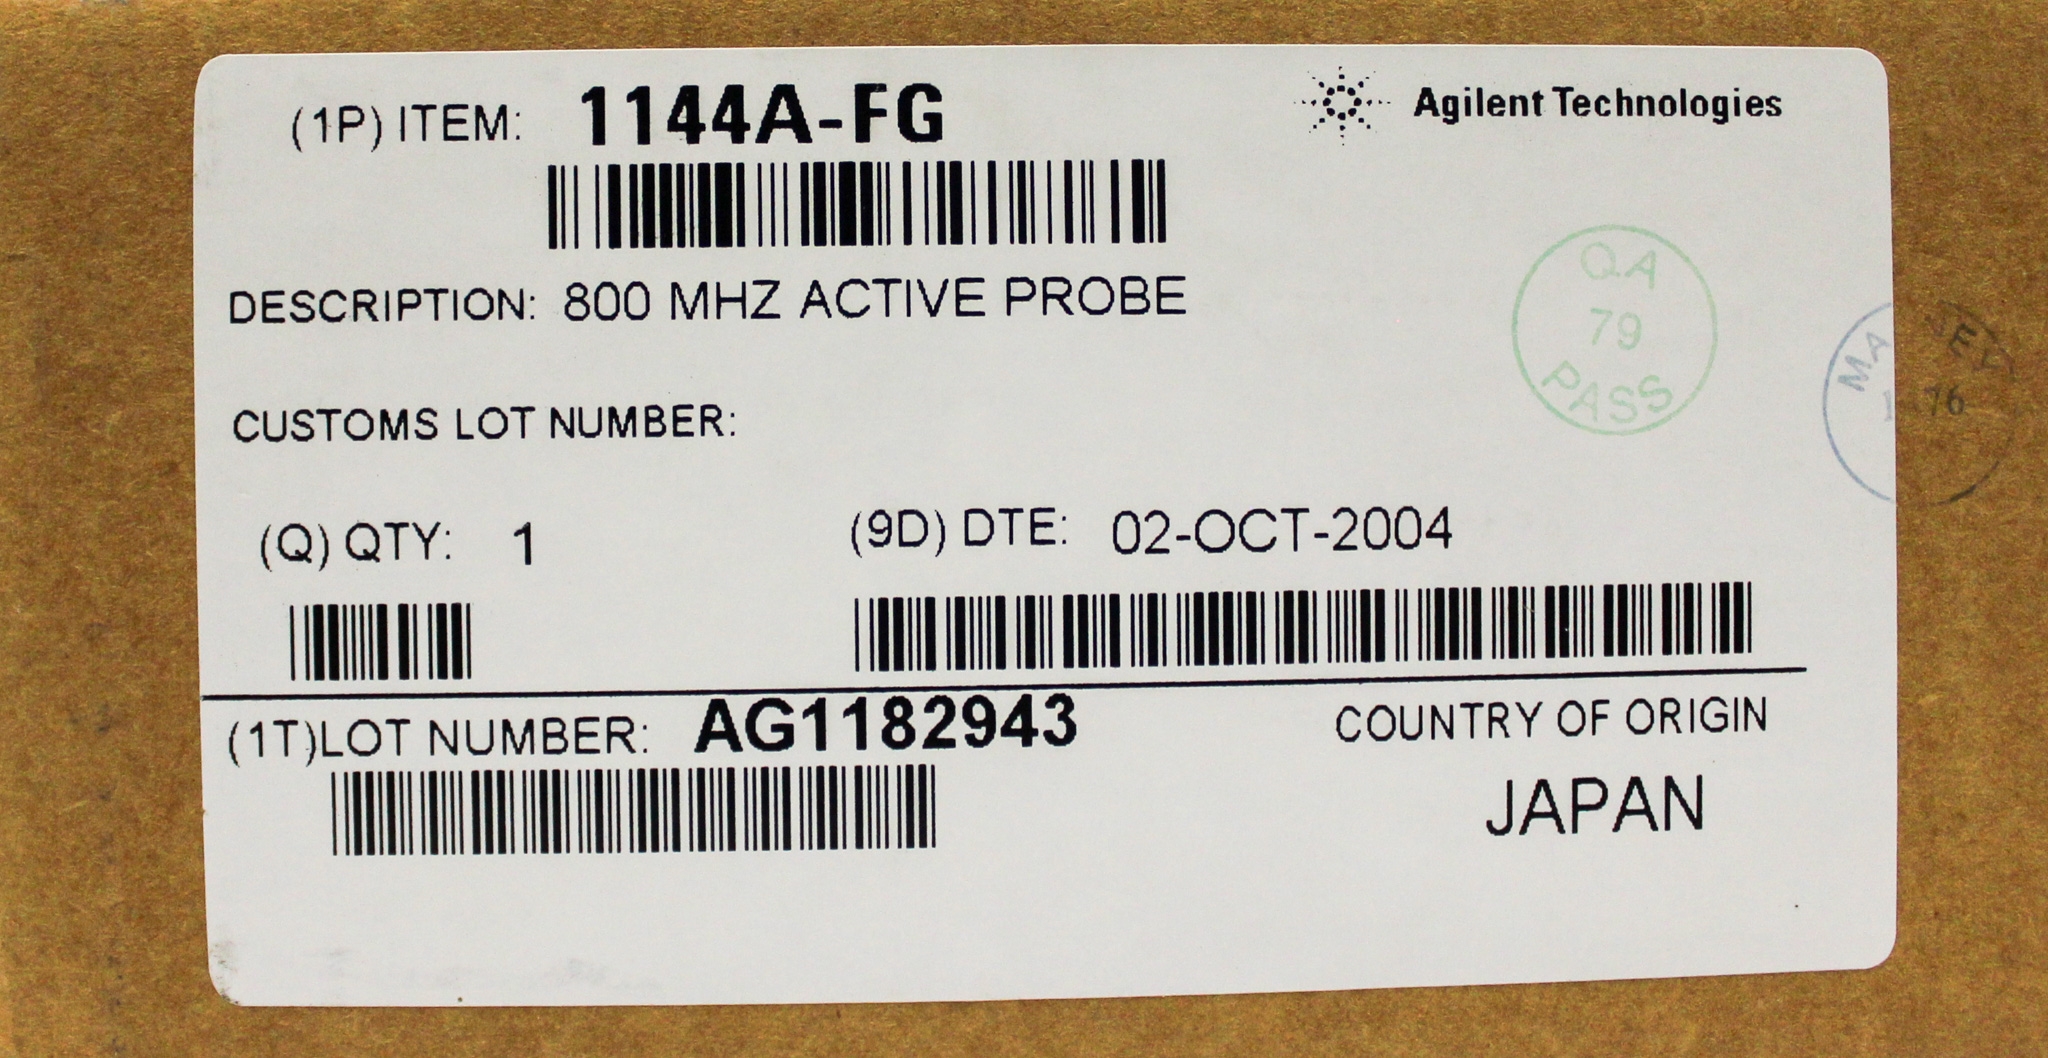 (1P) ITEM: 1144A-FG
Agilent Technologies
DESCRIPTION: 800 MHZ ACTIVE PROBE
QA
79
PASS
CUSTOMS LOT NUMBER:
(Q) QTY: 1
(9D) DTE: 02-OCT-2004
(1T)LOT NUMBER: AG1182943
COUNTRY OF ORIGIN
JAPAN